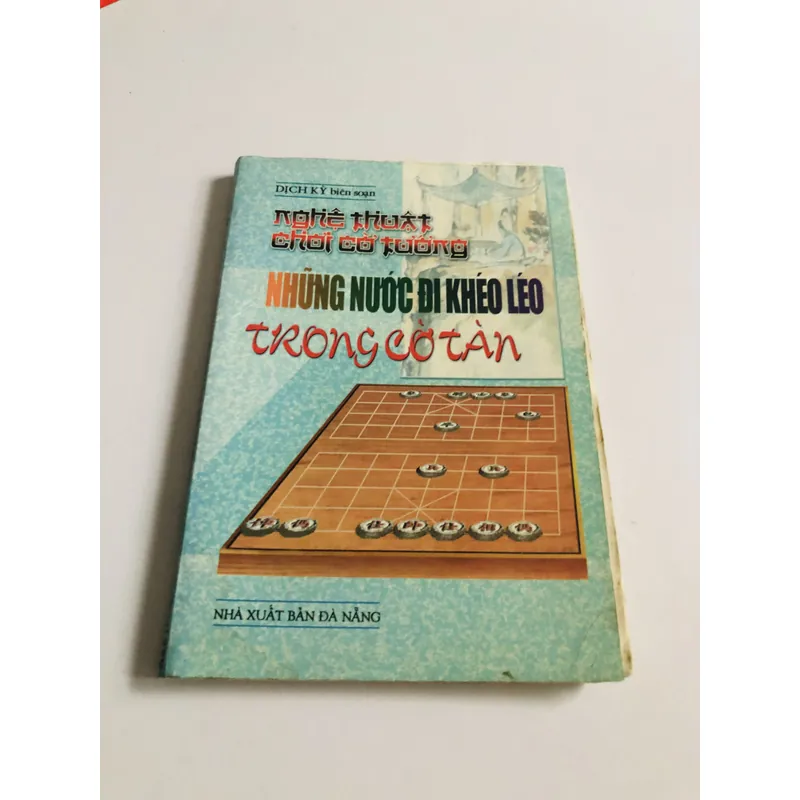 DỊCH KỲ biên soạn
nghệ thuật
chơi cờ tướng
NHỮNG NƯỚC ĐI KHÉO LÉO
TRONG CỜ TÀN
NHÀ XUẤT BẢN ĐÀ NẴNG